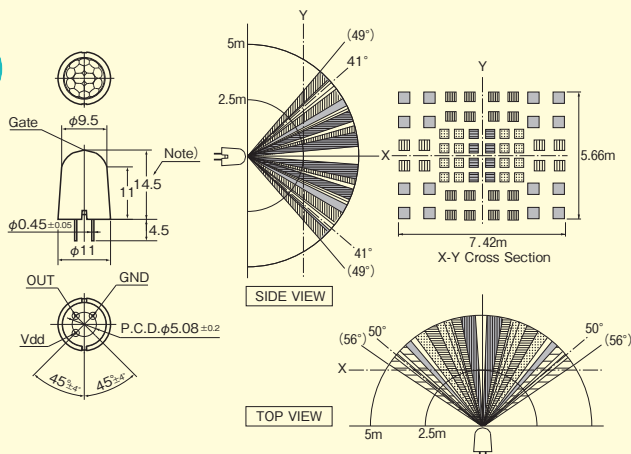 φ9.5
Gate
Note)
11
14.5
φ0.45 ±0.05
4.5
φ11
OUT
GND
Vdd
P.C.D.φ5.08 ±0.2
45°±4°
45°±4°
Y
5m
2.5m
(49°)
41°
X
41°
(49°)
SIDE VIEW
Y
X
5.66m
7.42m
X-Y Cross Section
50°
(56°)
50°
(56°)
X
TOP VIEW
5m
2.5m